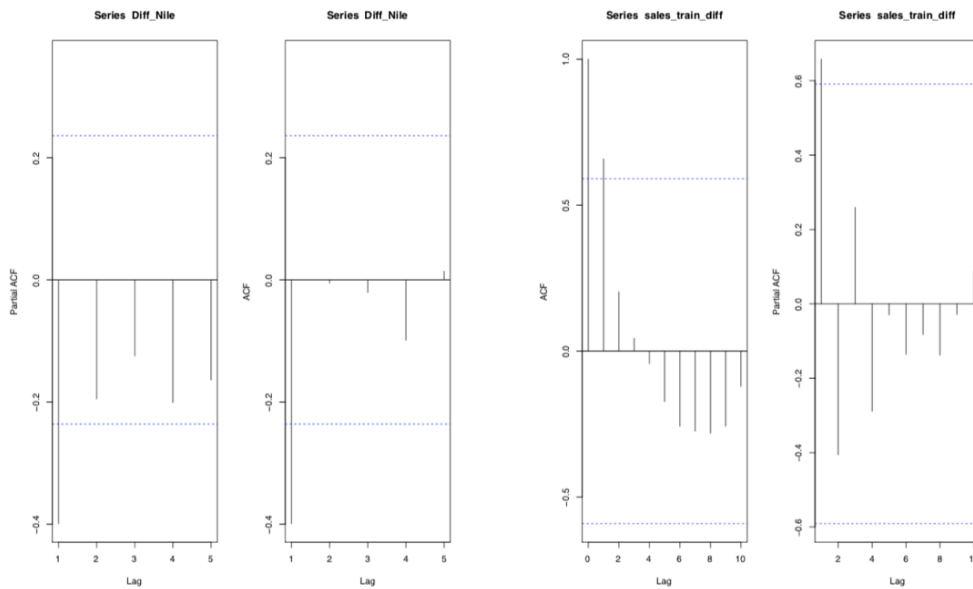 Series Diff_Nile
Partial ACF
0.2
0.0
−0.2
−0.4
1 2 3 4 5
Lag
Series Diff_Nile
ACF
0.2
0.0
−0.2
−0.4
1 2 3 4 5
Lag
Series sales_train_diff
ACF
1.0
0.5
0.0
−0.5
0 2 4 6 8 10
Lag
Series sales_train_diff
Partial ACF
0.6
0.4
0.2
0.0
−0.2
−0.4
−0.6
2 4 6 8
Lag